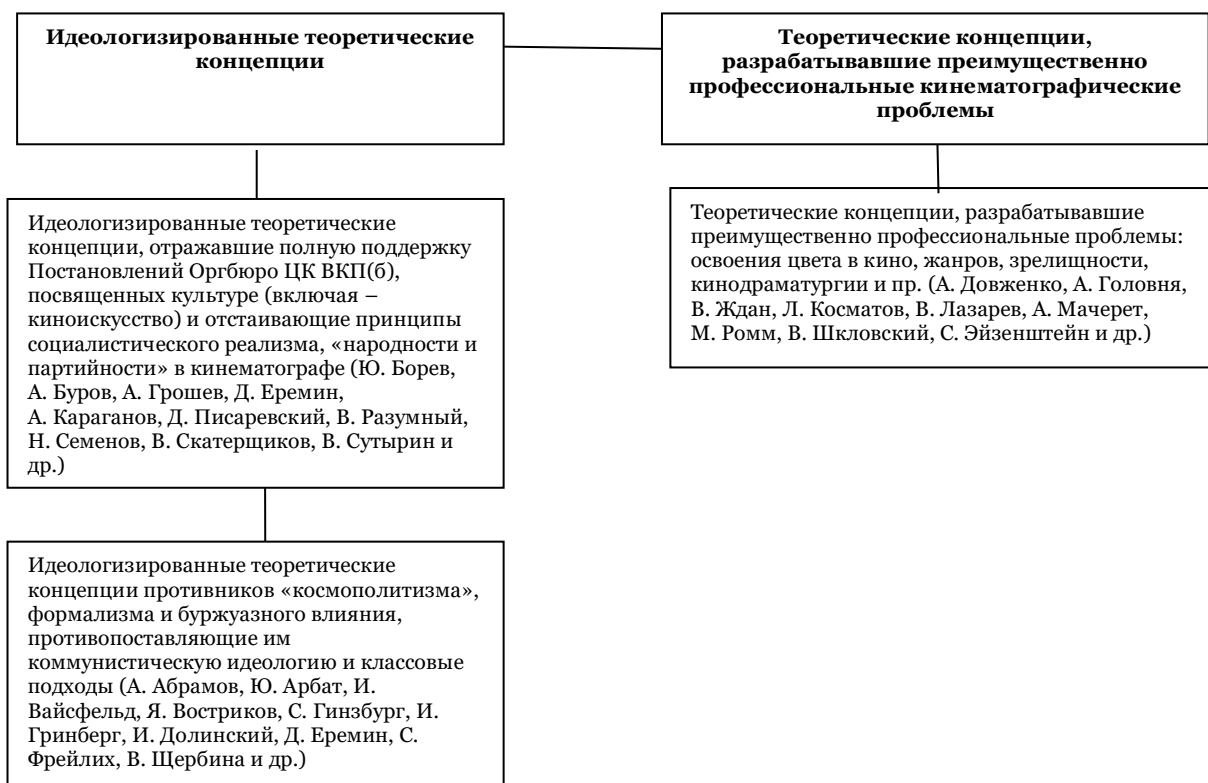 Идеологизированные теоретические
концепции
Теоретические концепции,
разрабатывавшие преимущественно
профессиональные кинематографические
проблемы
Идеологизированные теоретические
концепции, отражавшие полную поддержку
Постановлений Оргбюро ЦК ВКП(б),
посвященных культуре (включая –
киноискусство) и отстаивающие принципы
социалистического реализма, «народности и
партийности» в кинематографе (Ю. Борев,
А. Буров, А. Грошев, Д. Еремин,
А. Караганов, Д. Писаревский, В. Разумный,
Н. Семенов, В. Скатерщиков, В. Сутырин и
др.)
Теоретические концепции, разрабатывавшие
преимущественно профессиональные проблемы:
освоения цвета в кино, жанров, зрелищности,
кинодраматургии и пр. (А. Довженко, А. Головня,
В. Ждан, Л. Косматов, В. Лазарев, А. Мачерет,
М. Ромм, В. Шкловский, С. Эйзенштейн и др.)
Идеологизированные теоретические
концепции противников «космополитизма»,
формализма и буржуазного влияния,
противопоставляющие им
коммунистическую идеологию и классовые
подходы (А. Абрамов, Ю. Арбат, И.
Вайсфельд, Я. Востриков, С. Гинзбург, И.
Гринберг, И. Долинский, Д. Еремин, С.
Фрейлих, В. Щербина и др.)